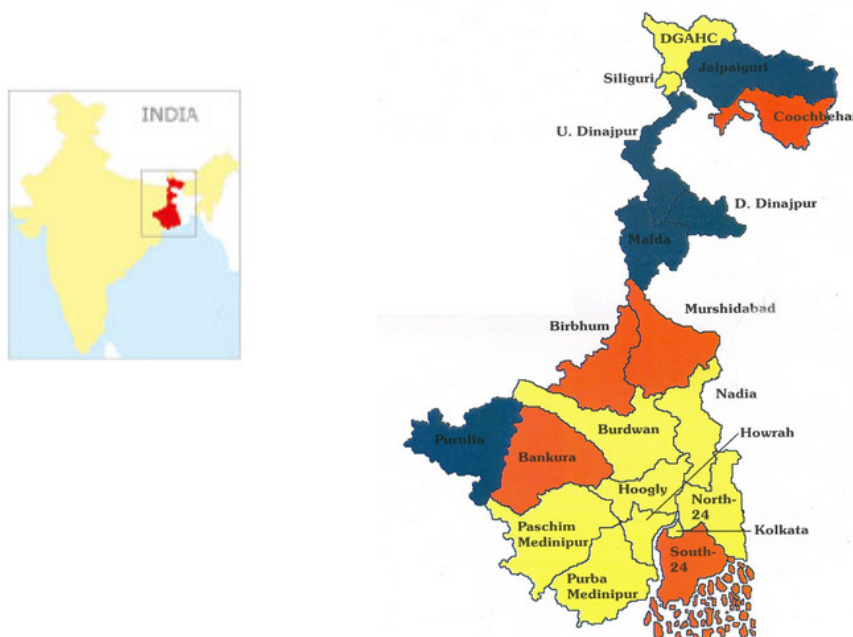 INDIA
DGAHC
Siliguri
Jalpaiguri
Coochbehar
U. Dinajpur
D. Dinajpur
Malda
Murshidabad
Birbhum
Nadia
Burdwan
Howrah
Purulia
Bankura
Hoogly
North-
24
Kolkata
Paschim
Medinipur
South-
24
Purba
Medinipur